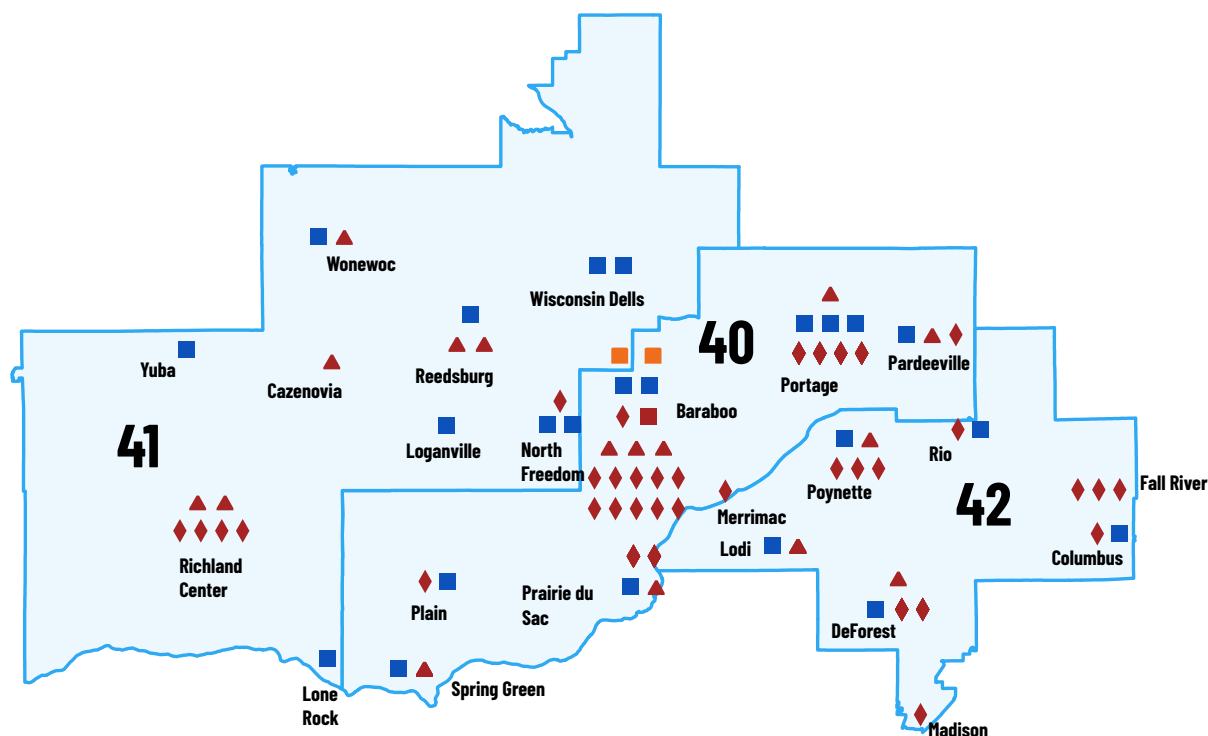 Wonewoc
Wisconsin Dells
40
Yuba
Cazenovia
Reedsburg
Portage
Pardeeville
Baraboo
41
Loganville
North
Freedom
Rio
Poynette
Fall River
42
Merrimac
Lodi
Columbus
Richland
Center
Plain
Prairie du
Sac
DeForest
Lone
Rock
Spring Green
Madison